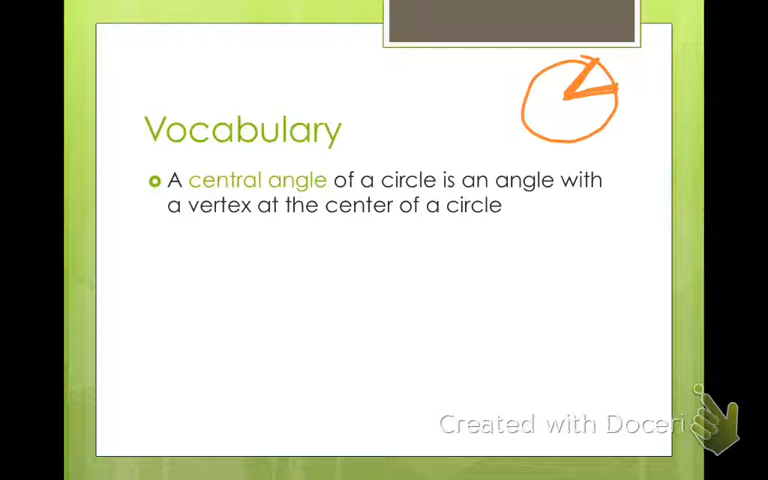 Vocabulary
A central angle of a circle is an angle with
a vertex at the center of a circle
Created with Doceri